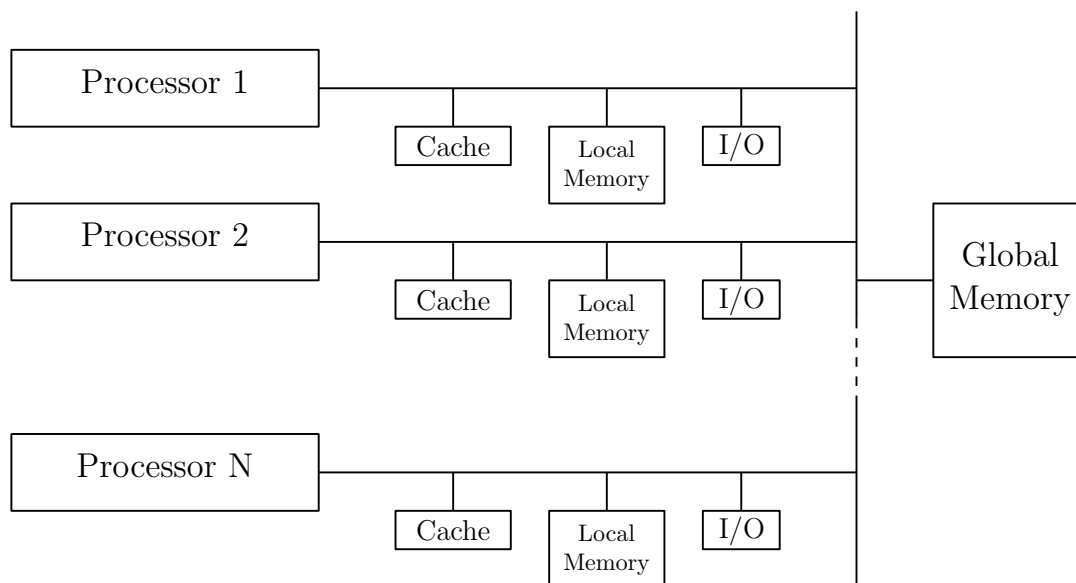 Processor 1
Cache
Local
Memory
I/O
Processor 2
Cache
Local
Memory
I/O
Global
Memory
Processor N
Cache
Local
Memory
I/O